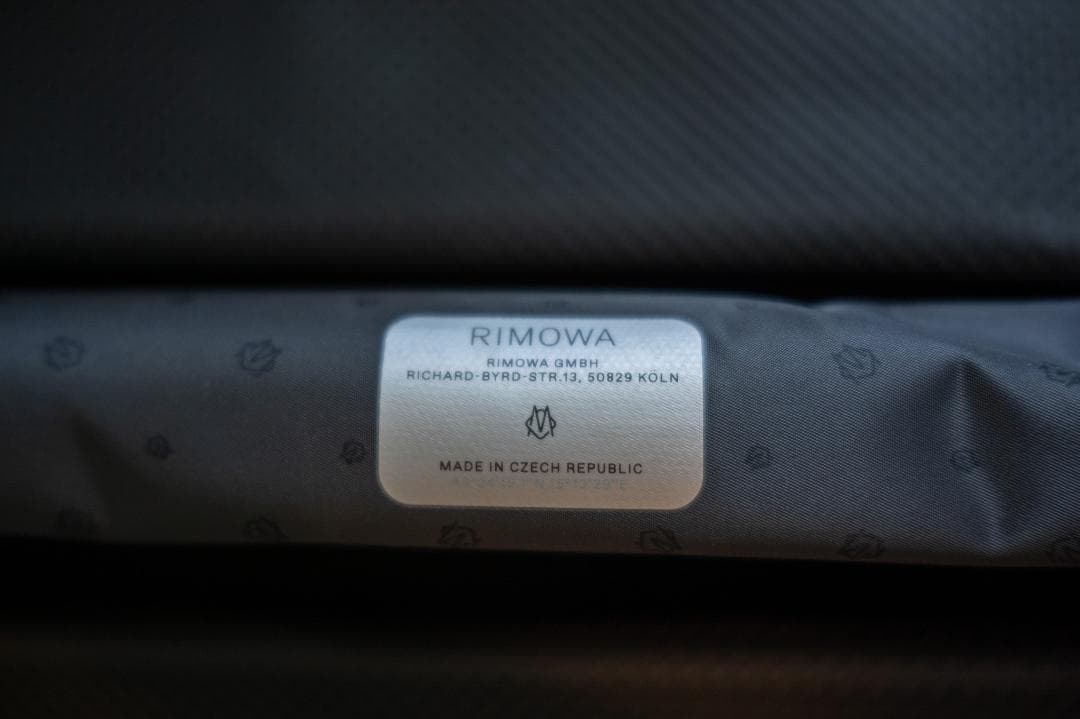 RIMOWA
RIMOWA GMBH
RICHARD-BYRD-STR.13, 50829 KÖLN
MADE IN CZECH REPUBLIC